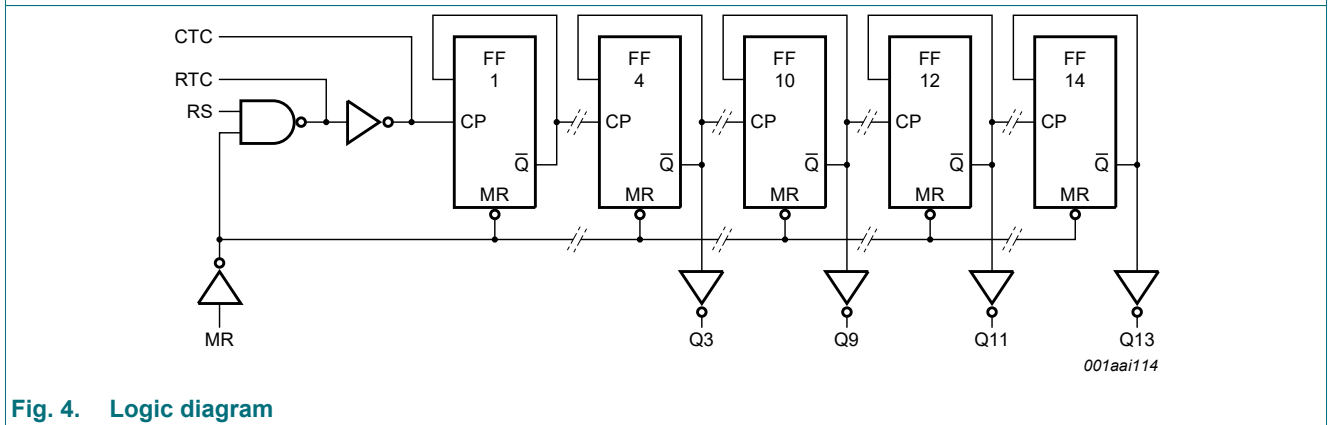 CTC
RTC
RS
FF
1
CP
Q̅
MR
FF
4
CP
Q̅
MR
FF
10
CP
Q̅
MR
FF
12
CP
Q̅
MR
FF
14
CP
Q̅
MR
MR
Q3
Q9
Q11
Q13
001aai114
Fig. 4. Logic diagram